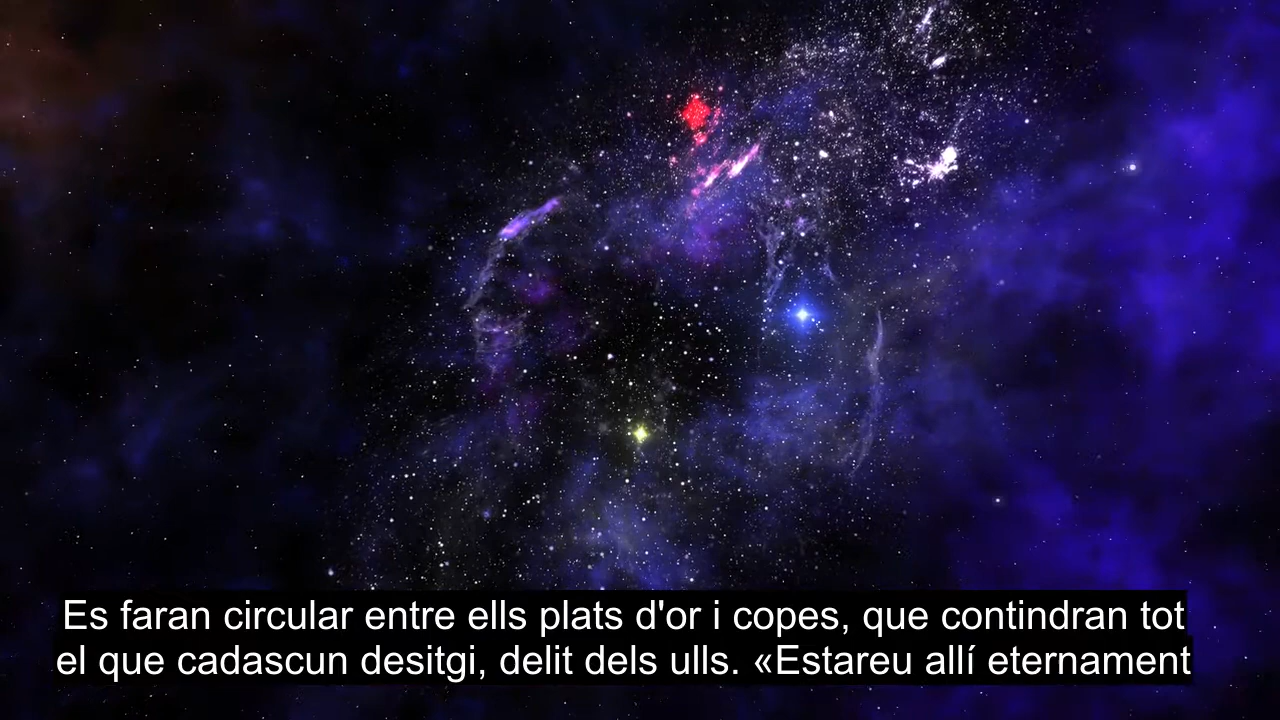 Es faran circular entre ells plats d'or i copes, que contindran tot
el que cadascun desitgi, delit dels ulls. «Estareu allí eternament